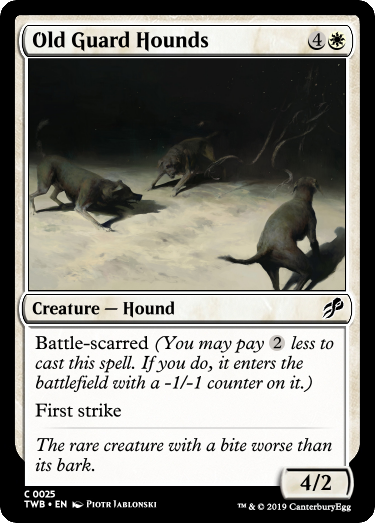 Old Guard Hounds 4
Creature — Hound
Battle-scarred (You may pay 2 less to
cast this spell. If you do, it enters the
battlefield with a -1/-1 counter on it.)
First strike
The rare creature with a bite worse than
its bark.
4/2
C 0025
TWB • EN Piotr Jablonski
™ & © 2019 CanterburyEgg